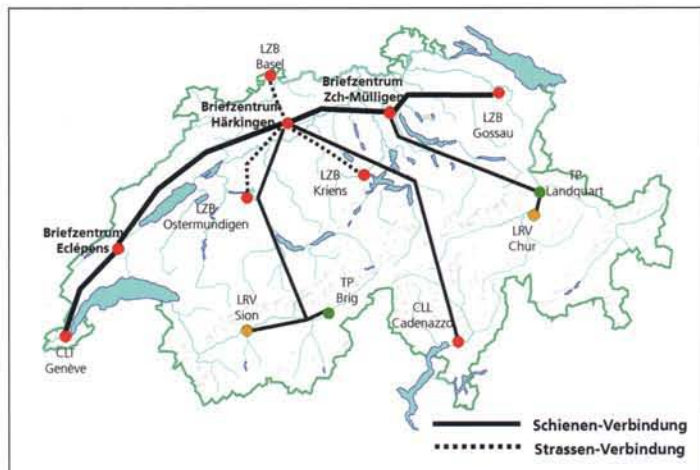 LZB
Basel
Briefzentrum
Zch-Mülligen
Briefzentrum
Härkingen
LZB
Gossau
LZB
Kriens
TP
Landquart
LZB
Ostermundigen
LRV
Chur
Briefzentrum
Eclépens
LRV
Sion
TP
Brig
CLL
Cadenazzo
CLT
Genève
Schienen-Verbindung
Strassen-Verbindung